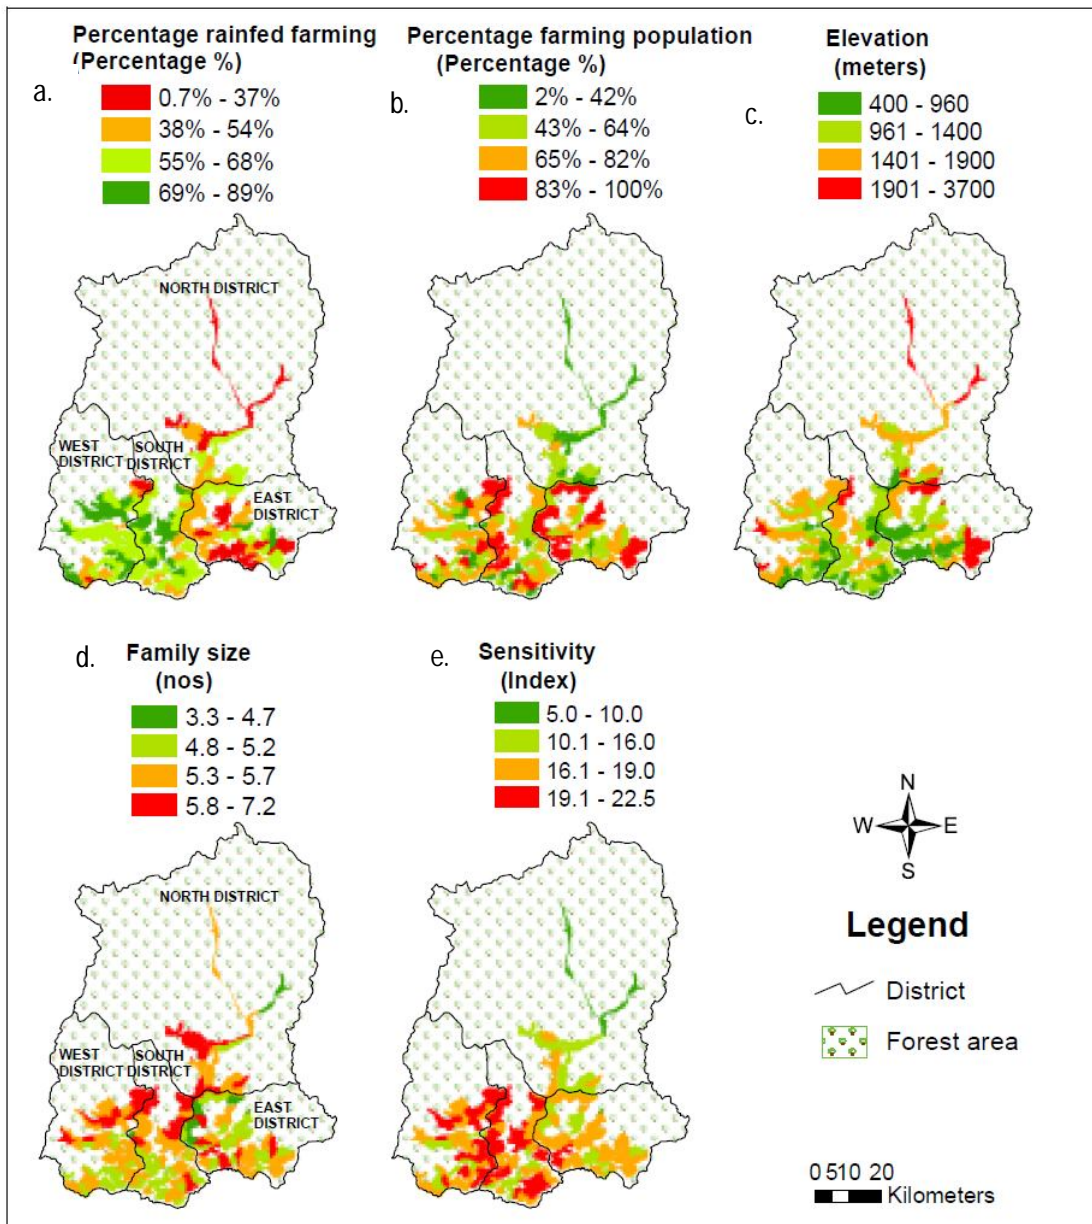 a.
Percentage rainfed farming
(Percentage %)
0.7% - 37%
38% - 54%
55% - 68%
69% - 89%
b.
Percentage farming population
(Percentage %)
2% - 42%
43% - 64%
65% - 82%
83% - 100%
c.
Elevation
(meters)
400 - 960
961 - 1400
1401 - 1900
1901 - 3700
NORTH DISTRICT
WEST
DISTRICT
SOUTH
DISTRICT
EAST
DISTRICT
d.
Family size
(nos)
3.3 - 4.7
4.8 - 5.2
5.3 - 5.7
5.8 - 7.2
NORTH DISTRICT
WEST
DISTRICT
SOUTH
DISTRICT
EAST
DISTRICT
e.
Sensitivity
(Index)
5.0 - 10.0
10.1 - 16.0
16.1 - 19.0
19.1 - 22.5
N
W E
S
Legend
District
Forest area
0 510 20
Kilometers